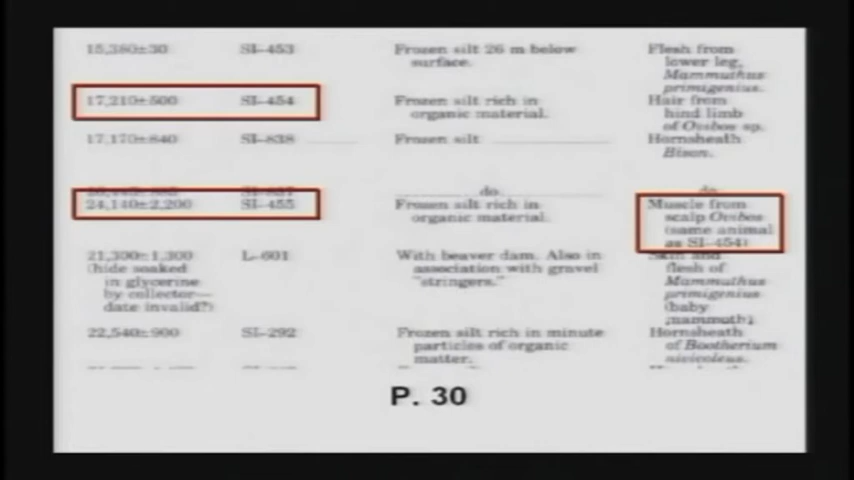 15,380±30 SI-453 Frozen silt 26 m below surface. Flesh from lower leg, Mammuthus primigenius.
17,210±500 SI-454 Frozen silt rich in organic material. Hair from hind limb of Ovibos sp.
17,170±840 SI-838 Frozen silt Hornsheath Bison.
do do
24,140±2,200 SI-455 Frozen silt rich in organic material. Muscle from scalp Ovibos (same animal as SI-454)
21,300±1,300 (hide soaked in glycerine by collector—date invalid?) L-601 With beaver dam. Also in association with gravel "stringers." Skin and flesh of Mammuthus primigenius (baby mammoth).
22,540±900 SI-292 Frozen silt rich in minute particles of organic matter. Hornsheath of Bootherium nivicolens.
P. 30